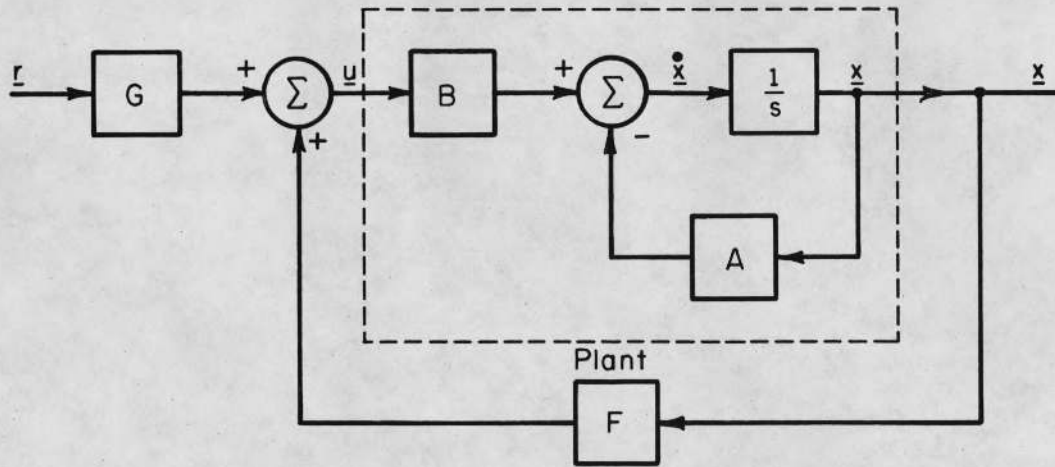 r
G
+
Σ
+
u
B
+
Σ
−
ẋ
1/s
x
x
A
Plant
F